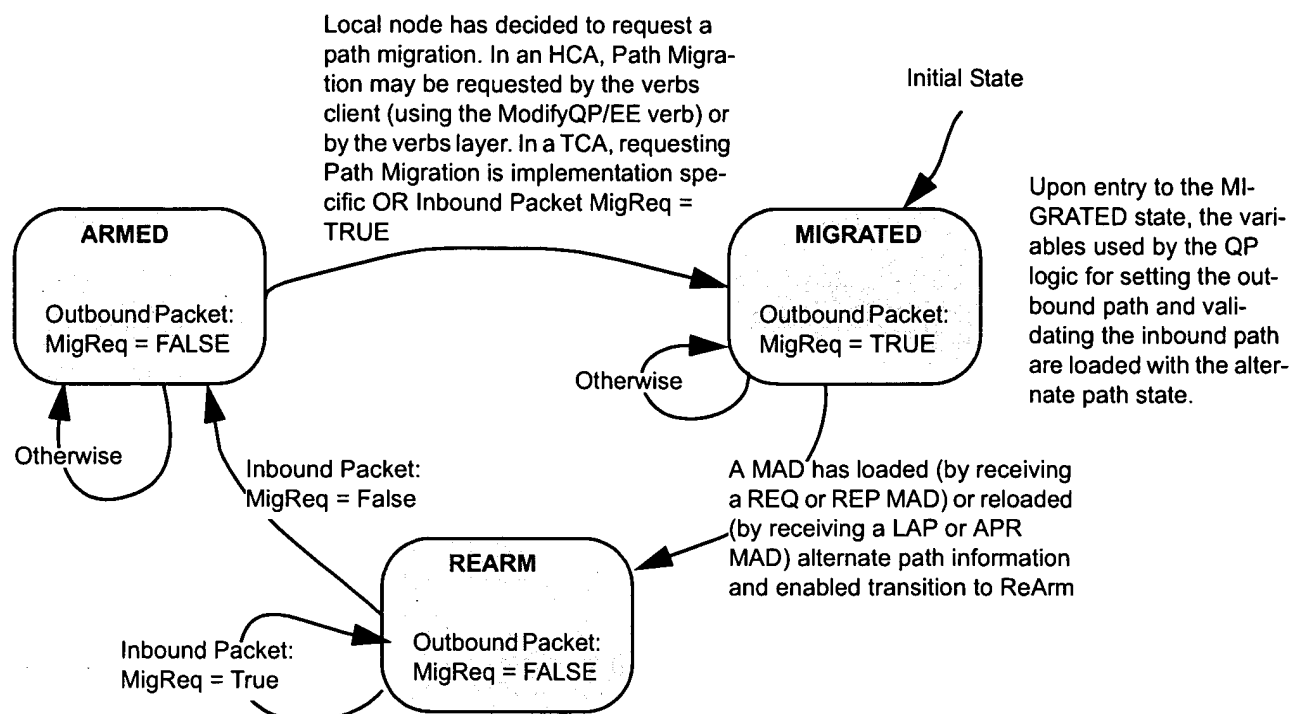 Local node has decided to request a
path migration. In an HCA, Path Migra-
tion may be requested by the verbs
client (using the ModifyQP/EE verb) or
by the verbs layer. In a TCA, requesting
Path Migration is implementation spe-
cific OR Inbound Packet MigReq =
TRUE
Initial State
Upon entry to the MI-
GRATED state, the vari-
ables used by the QP
logic for setting the out-
bound path and vali-
dating the inbound path
are loaded with the alter-
nate path state.
ARMED
Outbound Packet:
MigReq = FALSE
MIGRATED
Outbound Packet:
MigReq = TRUE
Otherwise
Otherwise
Inbound Packet:
MigReq = False
A MAD has loaded (by receiving
a REQ or REP MAD) or reloaded
(by receiving a LAP or APR
MAD) alternate path information
and enabled transition to ReArm
REARM
Outbound Packet:
MigReq = FALSE
Inbound Packet:
MigReq = True